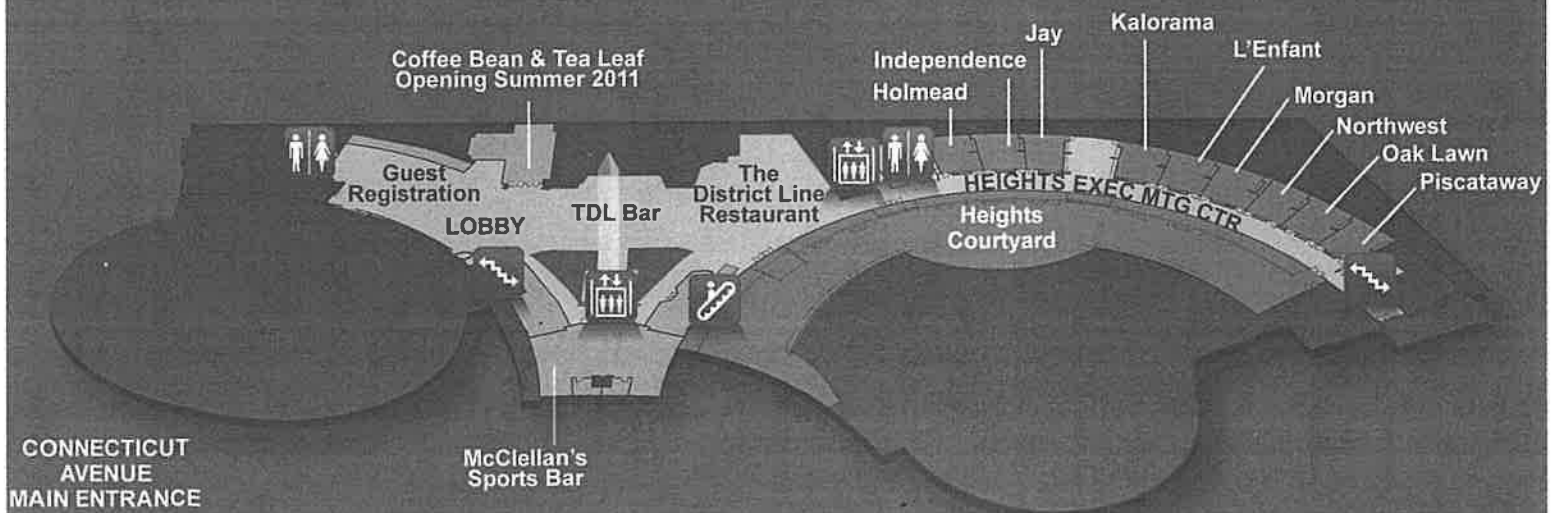 Coffee Bean & Tea Leaf
Opening Summer 2011
Independence
Holmead
Jay
Kalorama
L'Enfant
Morgan
Northwest
Oak Lawn
Piscataway
Guest
Registration
LOBBY
TDL Bar
The
District Line
Restaurant
HEIGHTS EXEC MTG CTR
Heights
Courtyard
McClellan's
Sports Bar
CONNECTICUT
AVENUE
MAIN ENTRANCE